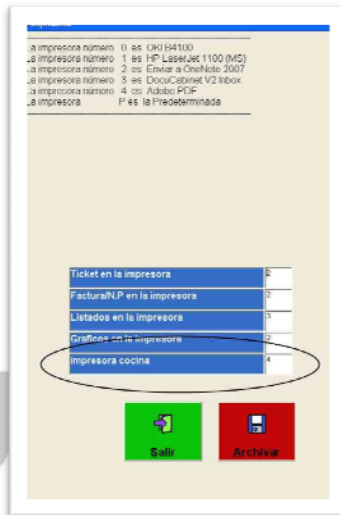 La impresora número 0 es OKI B4100
La impresora número 1 es HP LaserJet 1100 (MS)
La impresora número 2 es Enviar a OneNote 2007
La impresora número 3 es DocuCabinet V2 Inbox
La impresora número 4 es Adobe PDF
La impresora P es la Predeterminada
Ticket en la impresora 2
Factura/N.P en la impresora 2
Listados en la impresora 3
Graficos en la impresora 2
Impresora cocina 4
Salir Archivar